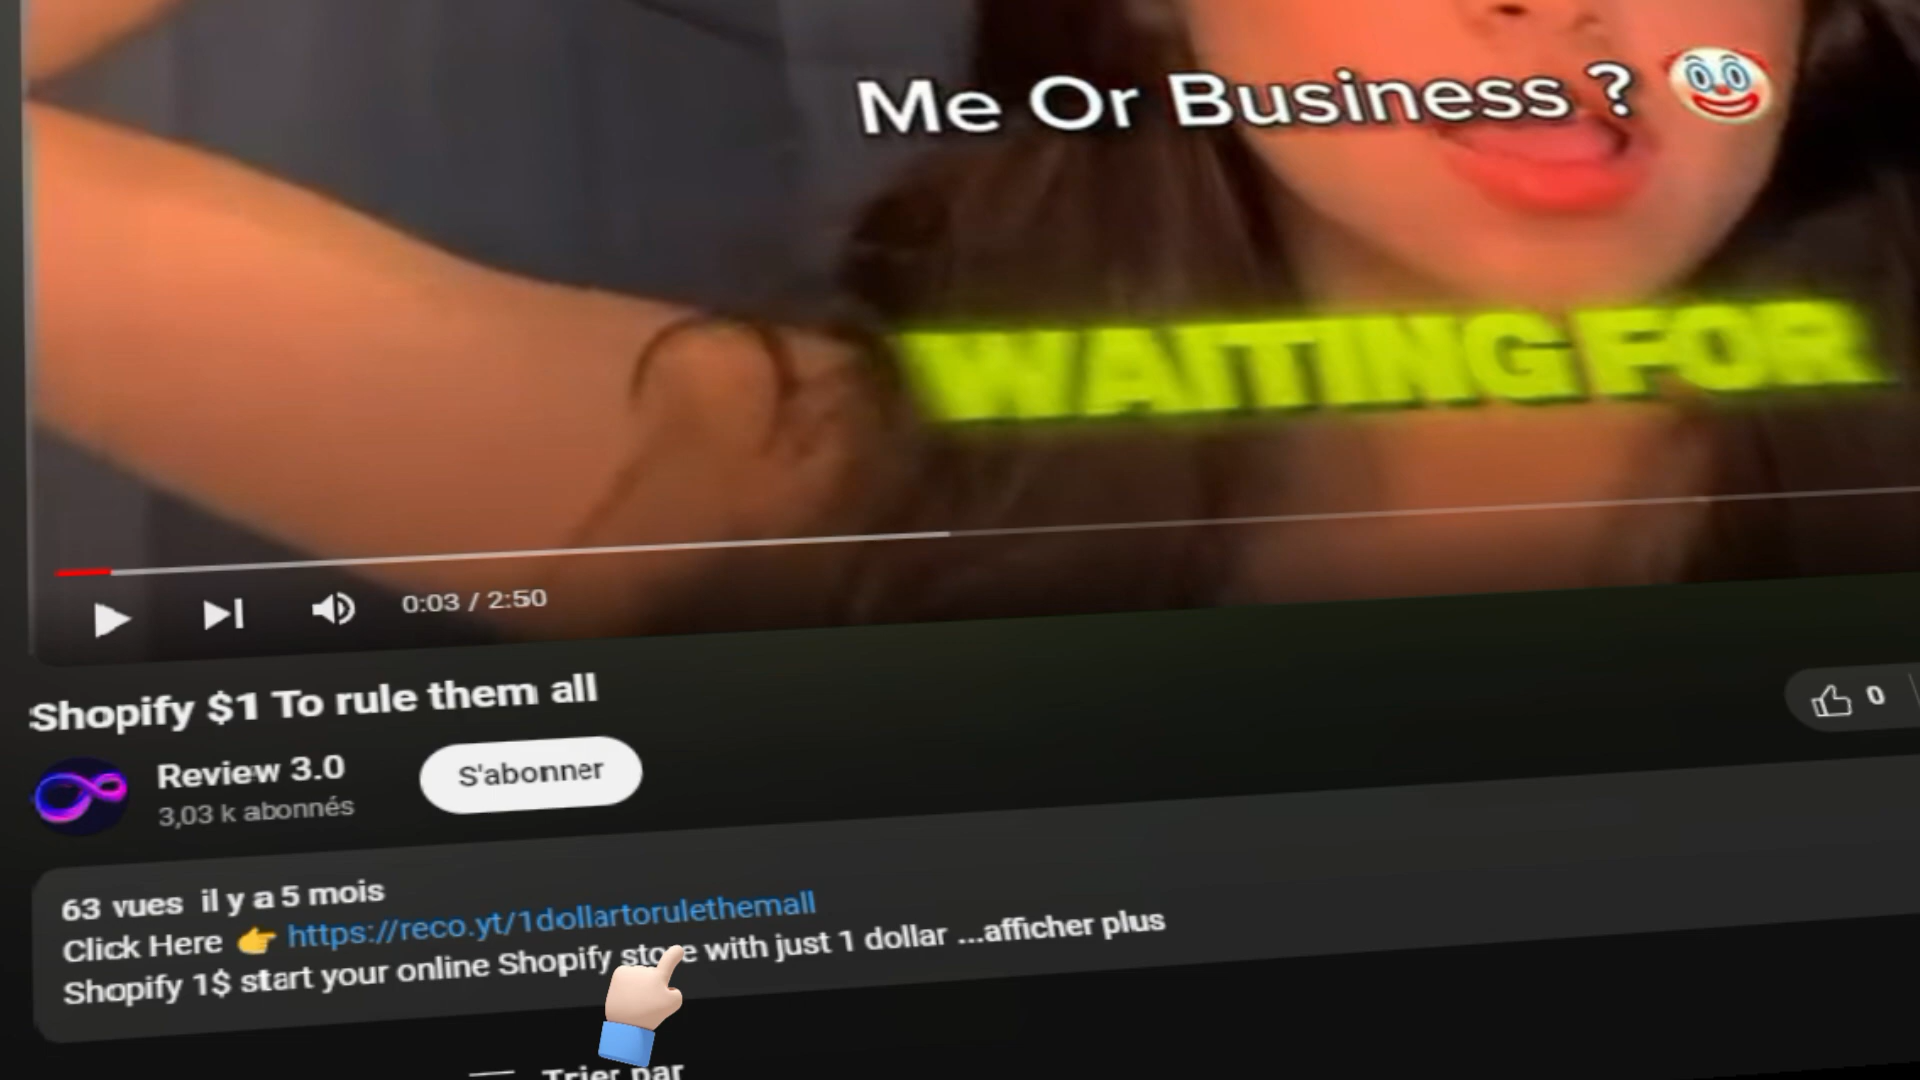 Me Or Business ? 🤡
WAITING FOR
0:03 / 2:50
Shopify $1 To rule them all
0
Review 3.0
S'abonner
3,03 k abonnés
63 vues il y a 5 mois
Click Here 👉 https://reco.yt/1dollartorulethemall
Shopify 1$ start your online Shopify store with just 1 dollar ...afficher plus
Trier par